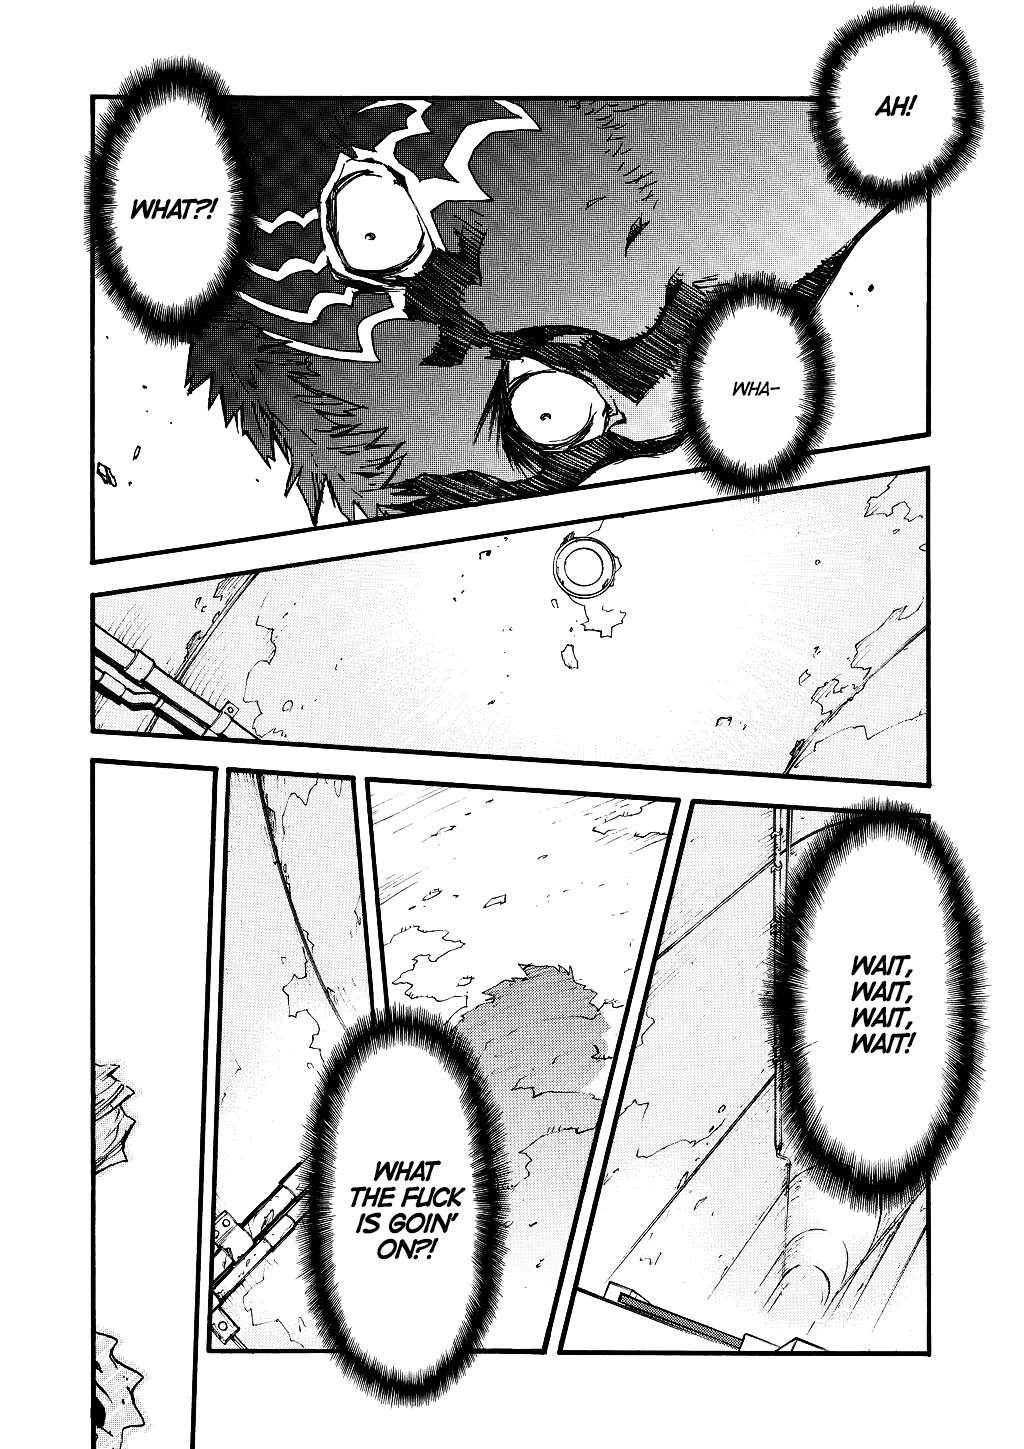 AH!
WHA-
WHAT?!
WAIT,
WAIT,
WAIT,
WAIT!
WHAT
THE FUCK
IS GOIN'
ON?!